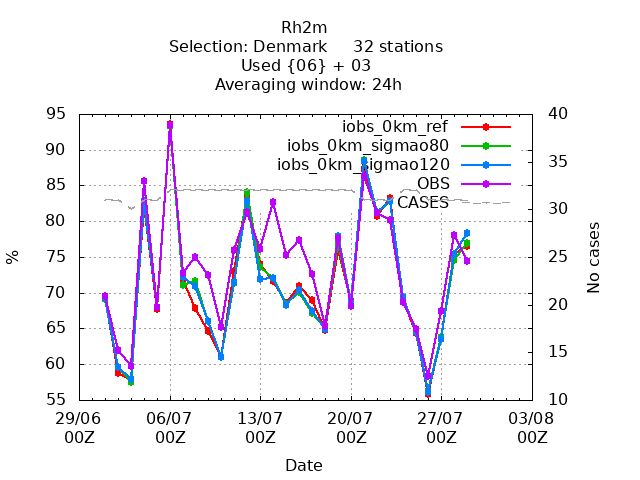 Rh2m
Selection: Denmark 32 stations
Used {06} + 03
Averaging window: 24h
95 90 85 80 75 70 65 60 55
%
40 35 30 25 20 15 10
No cases
iobs_0km_ref
iobs_0km_sigmao80
iobs_0km_sigmao120
OBS
CASES
29/06 06/07 13/07 20/07 27/07 03/08
00Z 00Z 00Z 00Z 00Z 00Z
Date